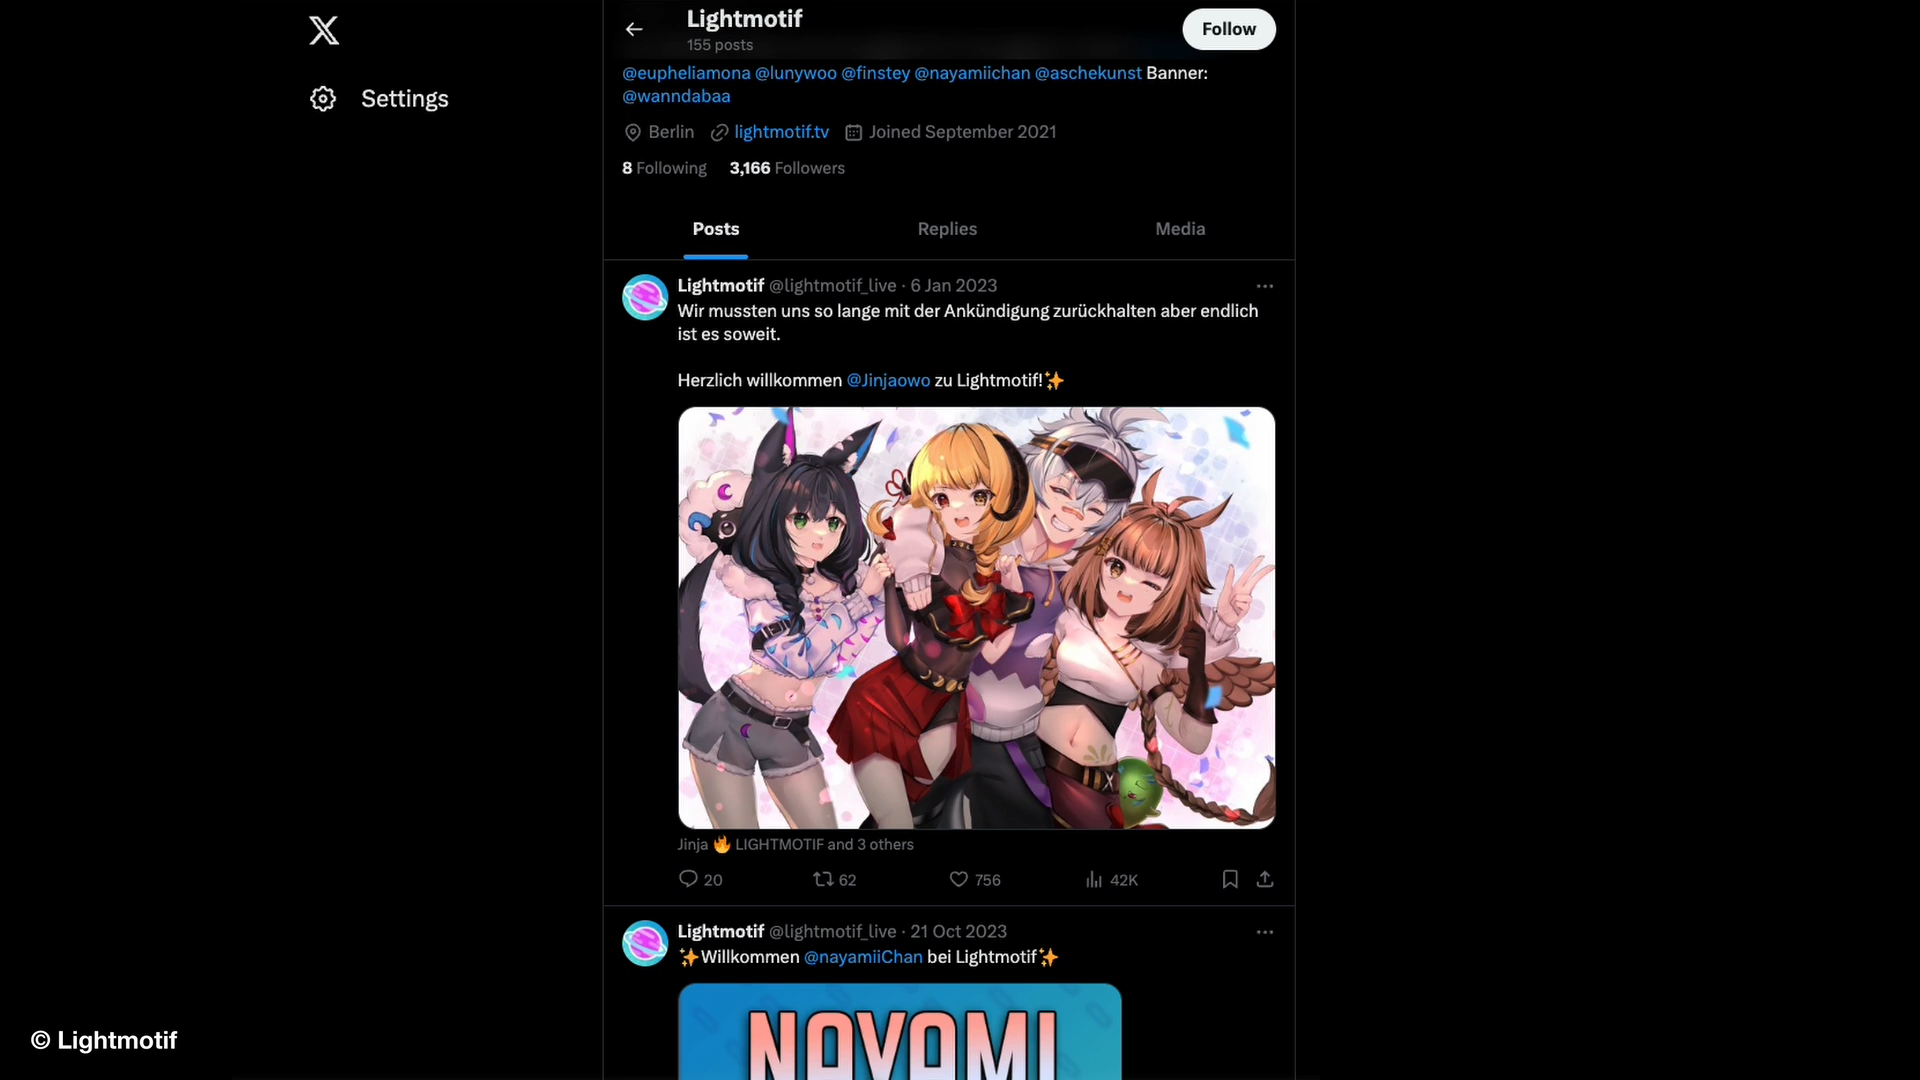 Lightmotif
155 posts
Follow
Settings
@eupheliamona @lunywoo @finstey @nayamiichan @aschekunst Banner:
@wanndabaa
Berlin lightmotif.tv Joined September 2021
8 Following 3,166 Followers
Posts Replies Media
Lightmotif @lightmotif_live · 6 Jan 2023
Wir mussten uns so lange mit der Ankündigung zurückhalten aber endlich
ist es soweit.
Herzlich willkommen @Jinjaowo zu Lightmotif!✨
Jinja 🔥 LIGHTMOTIF and 3 others
20 62 756 42K
Lightmotif @lightmotif_live · 21 Oct 2023
✨Willkommen @nayamiiChan bei Lightmotif✨
NAYAMI
© Lightmotif